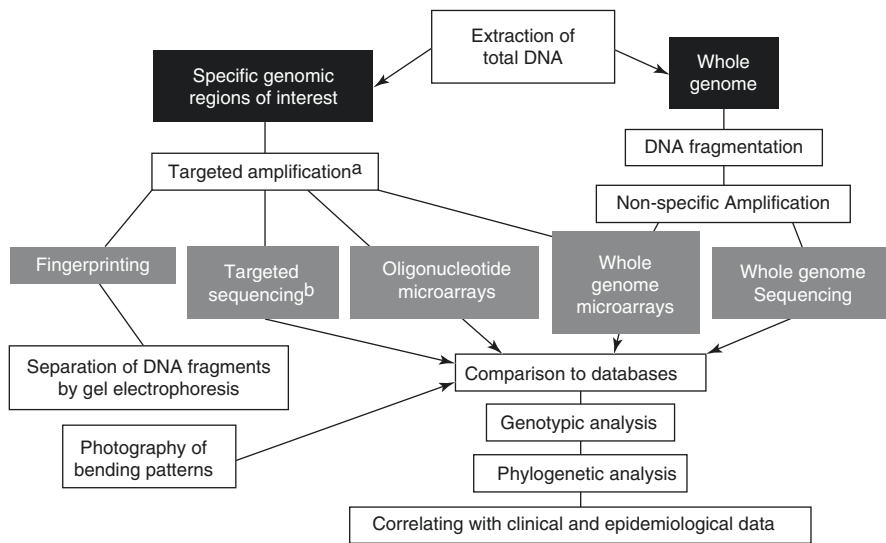 Extraction of
total DNA
Specific genomic
regions of interest
Whole
genome
DNA fragmentation
Targeted amplificationa
Non-specific Amplification
Fingerprinting
Targeted
sequencingb
Oligonucleotide
microarrays
Whole
genome
microarrays
Whole genome
Sequencing
Separation of DNA fragments
by gel electrophoresis
Comparison to databases
Photography of
bending patterns
Genotypic analysis
Phylogenetic analysis
Correlating with clinical and epidemiological data